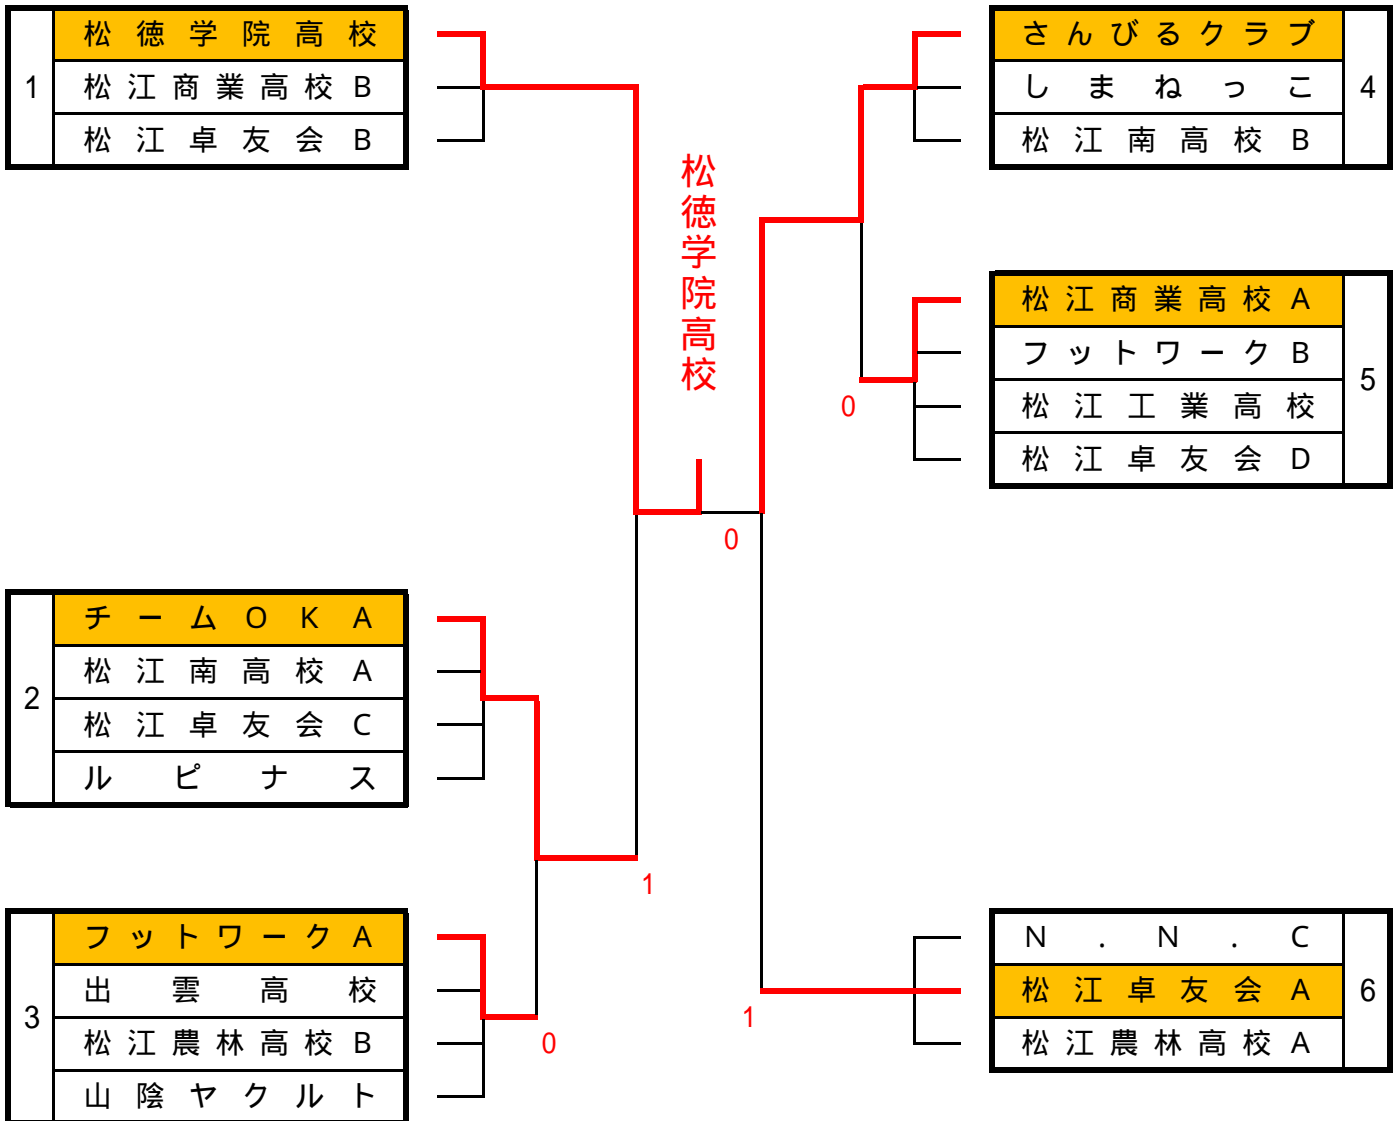 1
松徳学院高校
松江商業高校B
松江卓友会B
2
チームOKA
松江南高校A
松江卓友会C
ルピナス
3
フットワークA
出雲高校
松江農林高校B
山陰ヤクルト
松徳学院高校
0
1
0
0
1
さんびるクラブ
しまねっこ
松江南高校B
4
松江商業高校A
フットワークB
松江工業高校
松江卓友会D
5
N.N.C
松江卓友会A
松江農林高校A
6